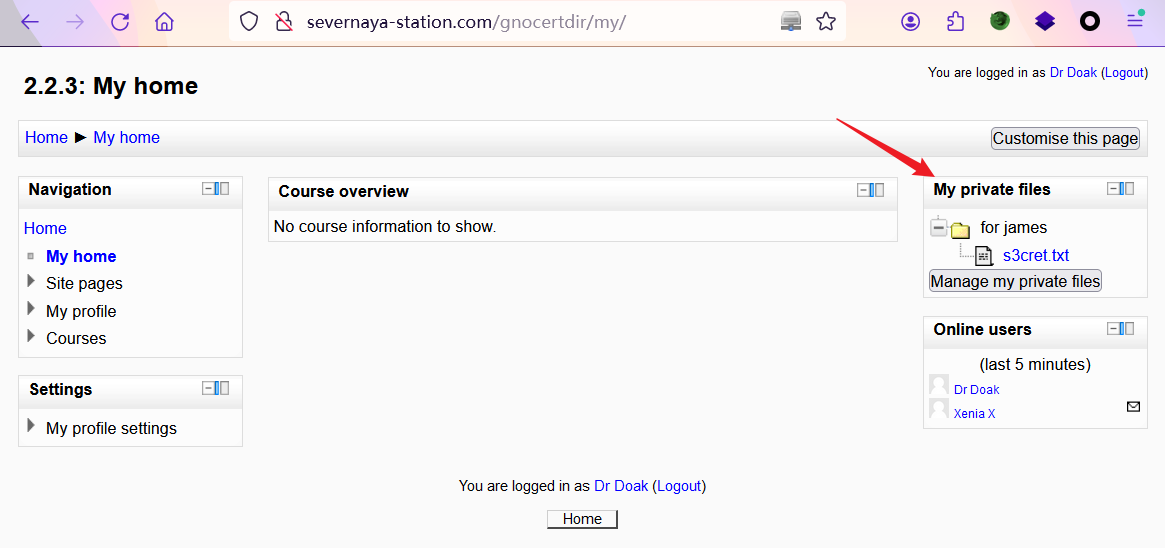 severnaya-station.com/gnocertdir/my/
You are logged in as Dr Doak (Logout)
2.2.3: My home
Home ► My home
Customise this page
Navigation
Home
My home
Site pages
My profile
Courses
Settings
My profile settings
Course overview
No course information to show.
My private files
for james
s3cret.txt
Manage my private files
Online users
(last 5 minutes)
Dr Doak
Xenia X
You are logged in as Dr Doak (Logout)
Home